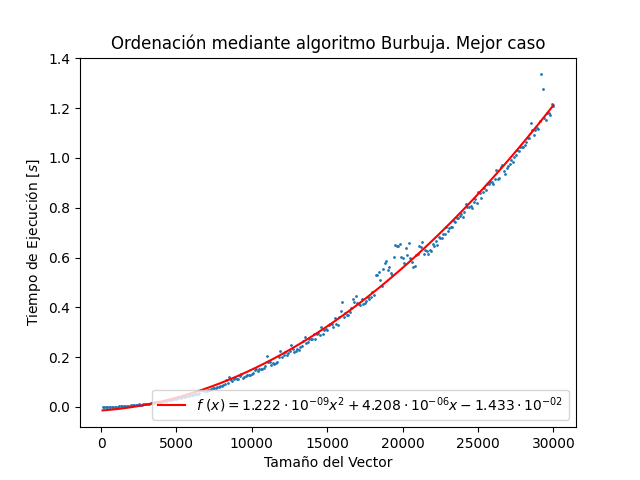 Ordenación mediante algoritmo Burbuja. Mejor caso
Tiempo de Ejecución [s]
1.4
1.2
1.0
0.8
0.6
0.4
0.2
0.0
f (x) = 1.222 · 10⁻⁰⁹x² + 4.208 · 10⁻⁰⁶x − 1.433 · 10⁻⁰²
0 5000 10000 15000 20000 25000 30000
Tamaño del Vector